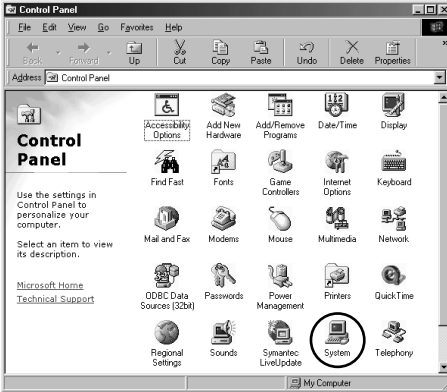 Control Panel
File Edit View Go Favorites Help
Back Forward Up Cut Copy Paste Undo Delete Properties
Address Control Panel
Control
Panel
Use the settings in
Control Panel to
personalize your
computer.
Select an item to view
its description.
Microsoft Home
Technical Support
Accessibility
Options
Add New
Hardware
Add/Remove
Programs
Date/Time
Display
Find Fast
Fonts
Game
Controllers
Internet
Options
Keyboard
Mail and Fax
Modems
Mouse
Multimedia
Network
ODBC Data
Sources (32bit)
Passwords
Power
Management
Printers
QuickTime
Regional
Settings
Sounds
Symantec
LiveUpdate
System
Telephony
My Computer